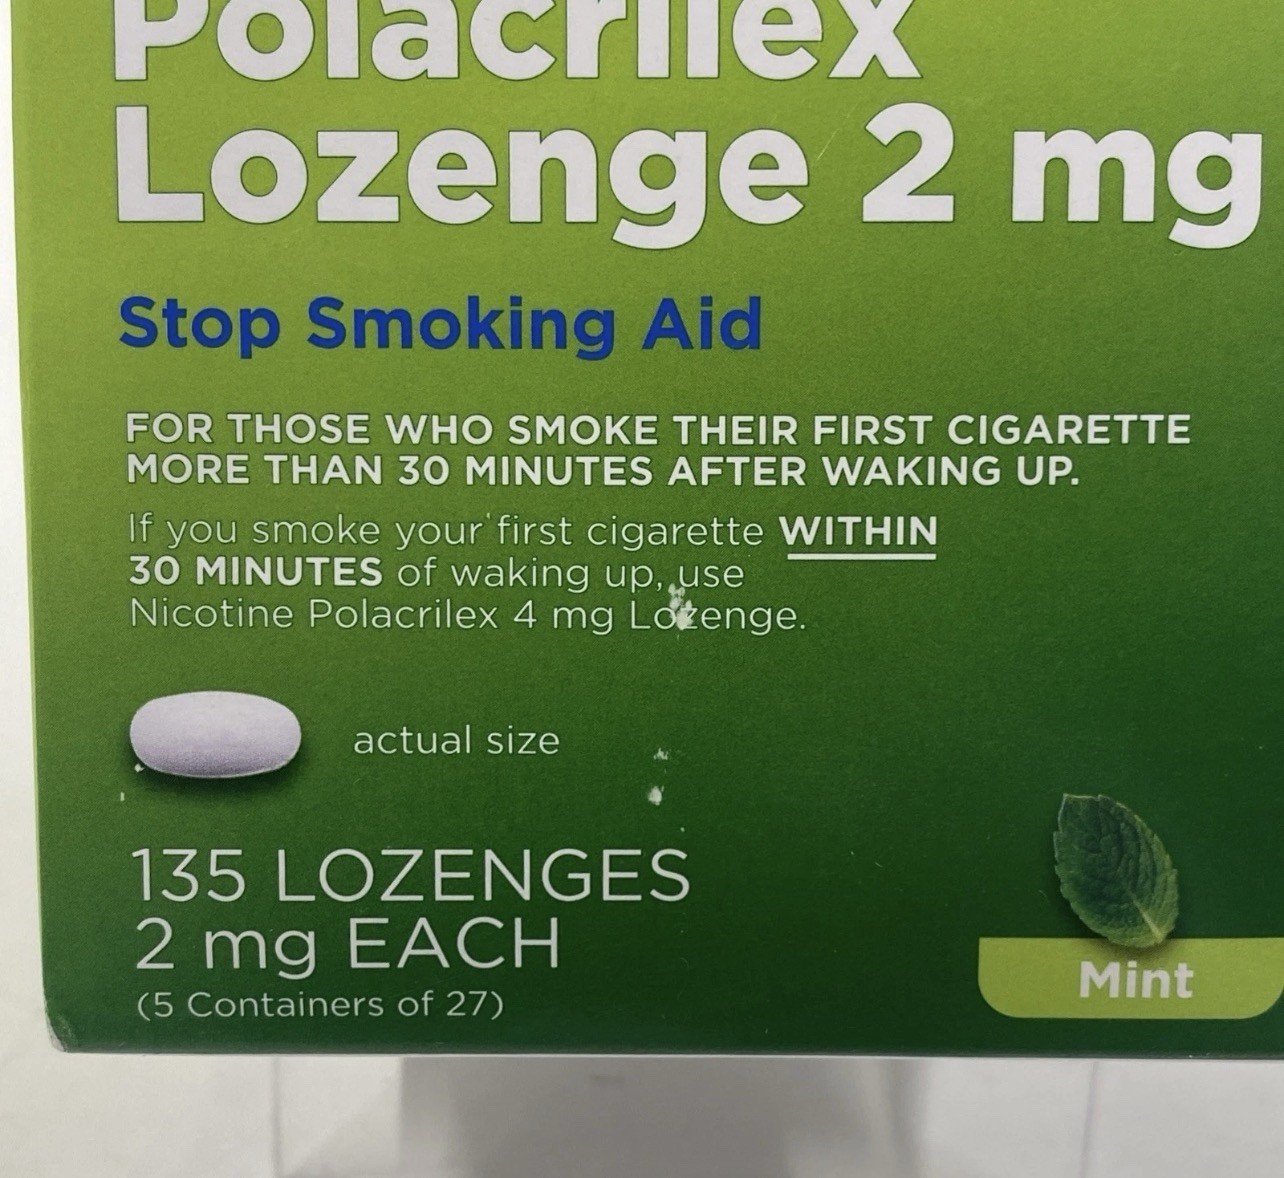 Polacrilex
Lozenge 2 mg
Stop Smoking Aid
FOR THOSE WHO SMOKE THEIR FIRST CIGARETTE
MORE THAN 30 MINUTES AFTER WAKING UP.
If you smoke your first cigarette WITHIN
30 MINUTES of waking up, use
Nicotine Polacrilex 4 mg Lozenge.
actual size
135 LOZENGES
2 mg EACH
(5 Containers of 27)
Mint